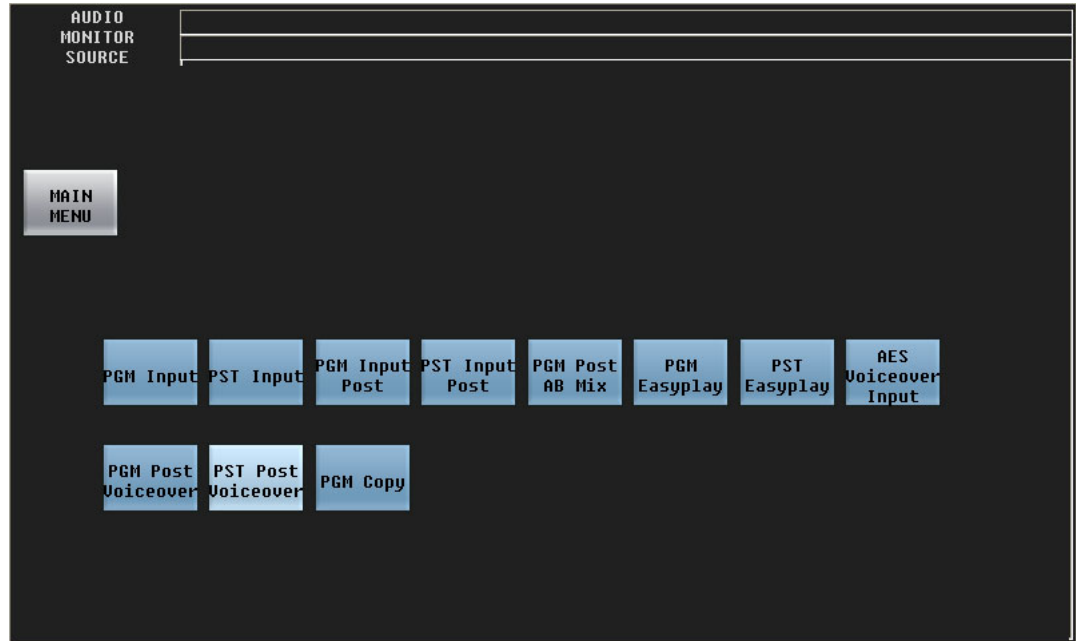 AUDIO
MONITOR
SOURCE
MAIN
MENU
PGM Input
PST Input
PGM Input
Post
PST Input
Post
PGM Post
AB Mix
PGM
Easyplay
PST
Easyplay
AES
Voiceover
Input
PGM Post
Voiceover
PST Post
Voiceover
PGM Copy